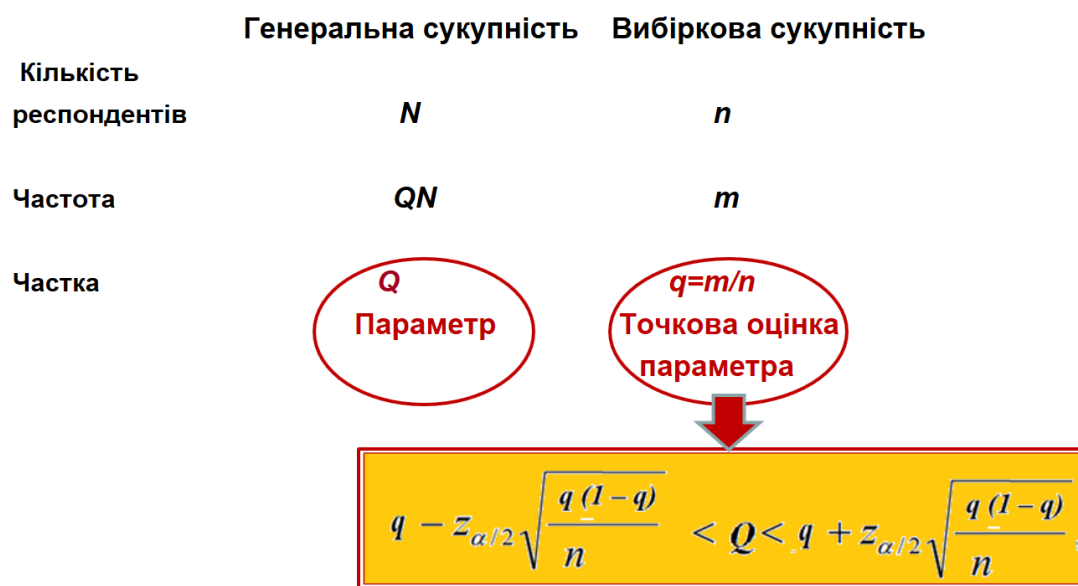 Генеральна сукупність Вибіркова сукупність
Кількість
респондентів N n
Частота QN m
Частка Q q=m/n
Параметр Точкова оцінка
параметра
q − z_{α/2} √(q (1 − q) / n) < Q < q + z_{α/2} √(q (1 − q) / n)